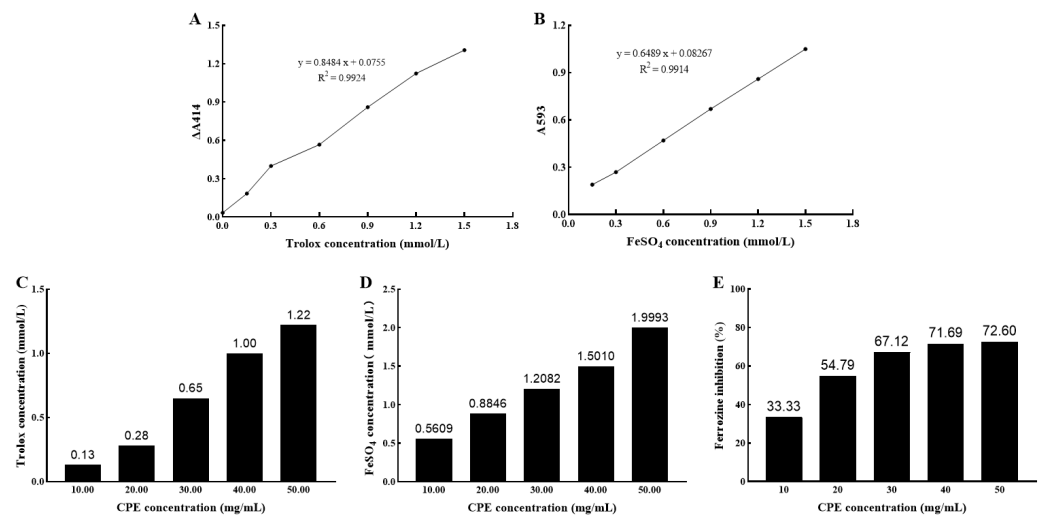 A
B
1.5
1.2
0.9
0.6
0.3
0.0
ΔA414
y = 0.8484 x + 0.0755
R² = 0.9924
0.0 0.3 0.6 0.9 1.2 1.5 1.8
Trolox concentration (mmol/L)
1.2
0.9
0.6
0.3
0.0
A593
y = 0.6489 x + 0.08267
R² = 0.9914
0.0 0.3 0.6 0.9 1.2 1.5 1.8
FeSO₄ concentration (mmol/L)
C
1.5
1.0
0.5
0.0
Trolox concentration (mmol/L)
0.13
0.28
0.65
1.00
1.22
10.00 20.00 30.00 40.00 50.00
CPE concentration (mg/mL)
D
2.5
2.0
1.5
1.0
0.5
0.0
FeSO₄ concentration ( mmol/L)
0.5609
0.8846
1.2082
1.5010
1.9993
10.00 20.00 30.00 40.00 50.00
CPE concentration (mg/mL)
E
100
80
60
40
20
0
Ferrozine inhibition (%)
33.33
54.79
67.12
71.69
72.60
10 20 30 40 50
CPE concentration (mg/mL)